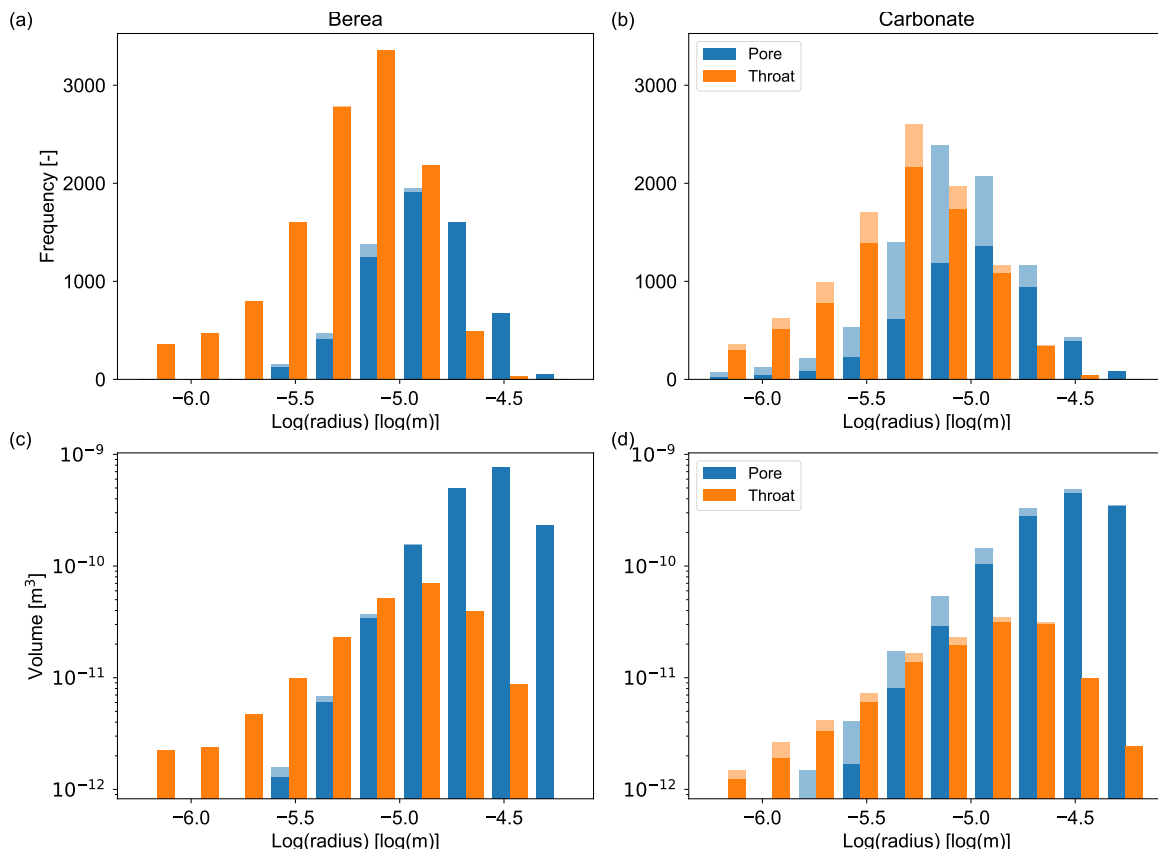 (a)
Berea
3000
2000
1000
0
Frequency [-]
−6.0 −5.5 −5.0 −4.5
Log(radius) [log(m)]
(b)
Carbonate
Pore
Throat
3000
2000
1000
0
−6.0 −5.5 −5.0 −4.5
Log(radius) [log(m)]
(c)
10⁻⁹
10⁻¹⁰
10⁻¹¹
10⁻¹²
Volume [m³]
−6.0 −5.5 −5.0 −4.5
Log(radius) [log(m)]
(d)
Pore
Throat
10⁻⁹
10⁻¹⁰
10⁻¹¹
10⁻¹²
−6.0 −5.5 −5.0 −4.5
Log(radius) [log(m)]